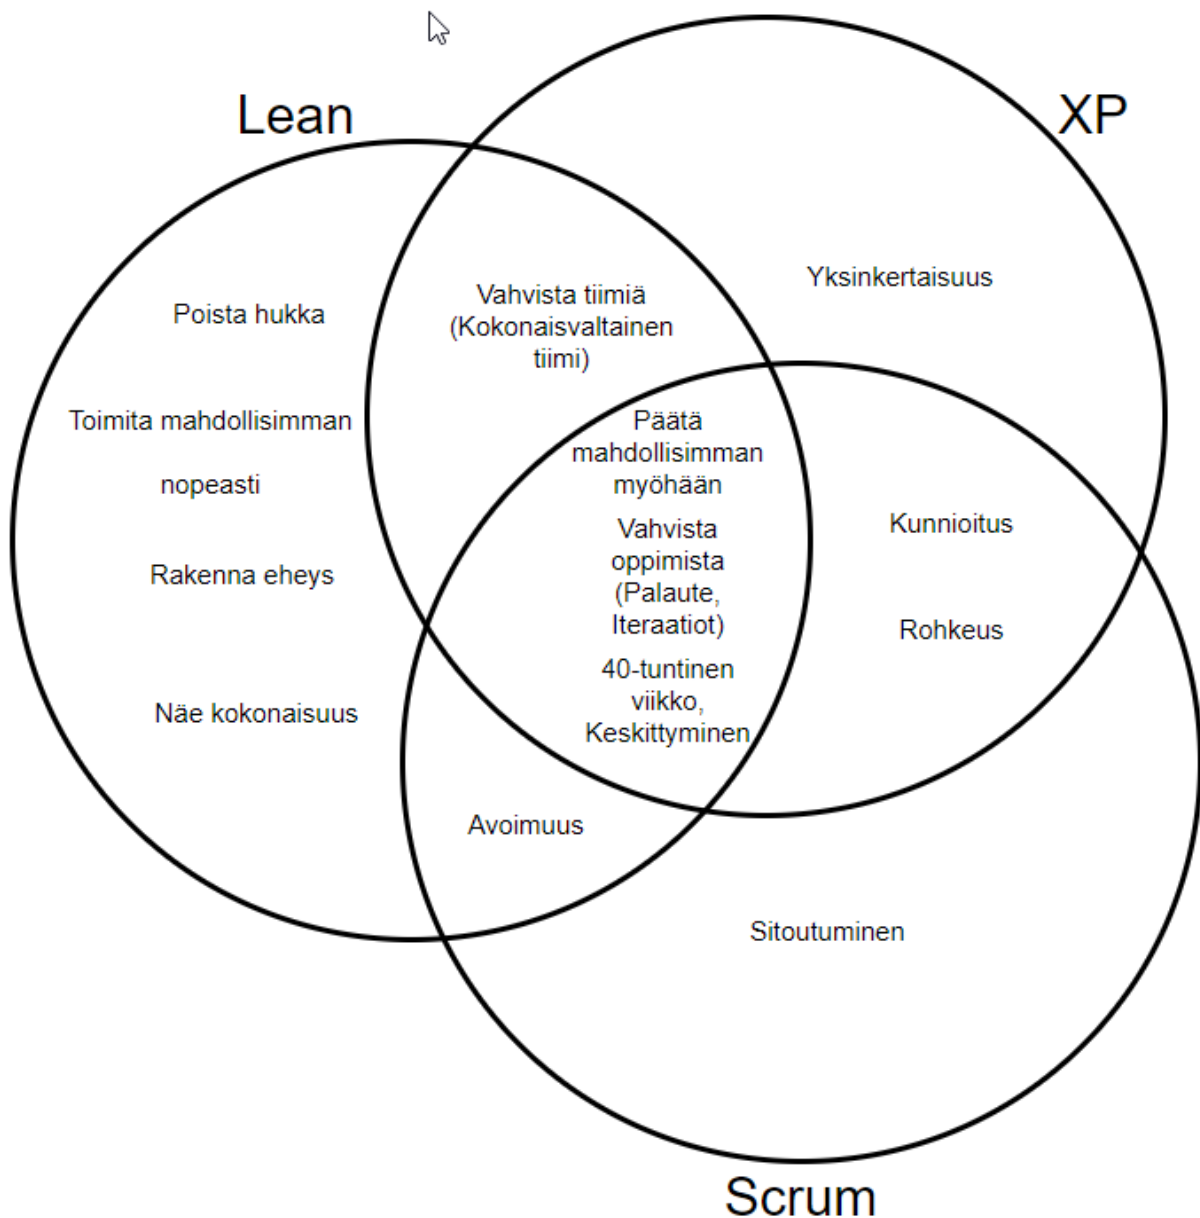 Lean
XP
Poista hukka
Toimita mahdollisimman
nopeasti
Rakenna eheys
Näe kokonaisuus
Vahvista tiimiä
(Kokonaisvaltainen
tiimi)
Yksinkertaisuus
Päätä
mahdollisimman
myöhään
Vahvista
oppimista
(Palaute,
Iteraatiot)
40-tuntinen
viikko,
Keskittyminen
Kunnioitus
Rohkeus
Avoimuus
Sitoutuminen
Scrum